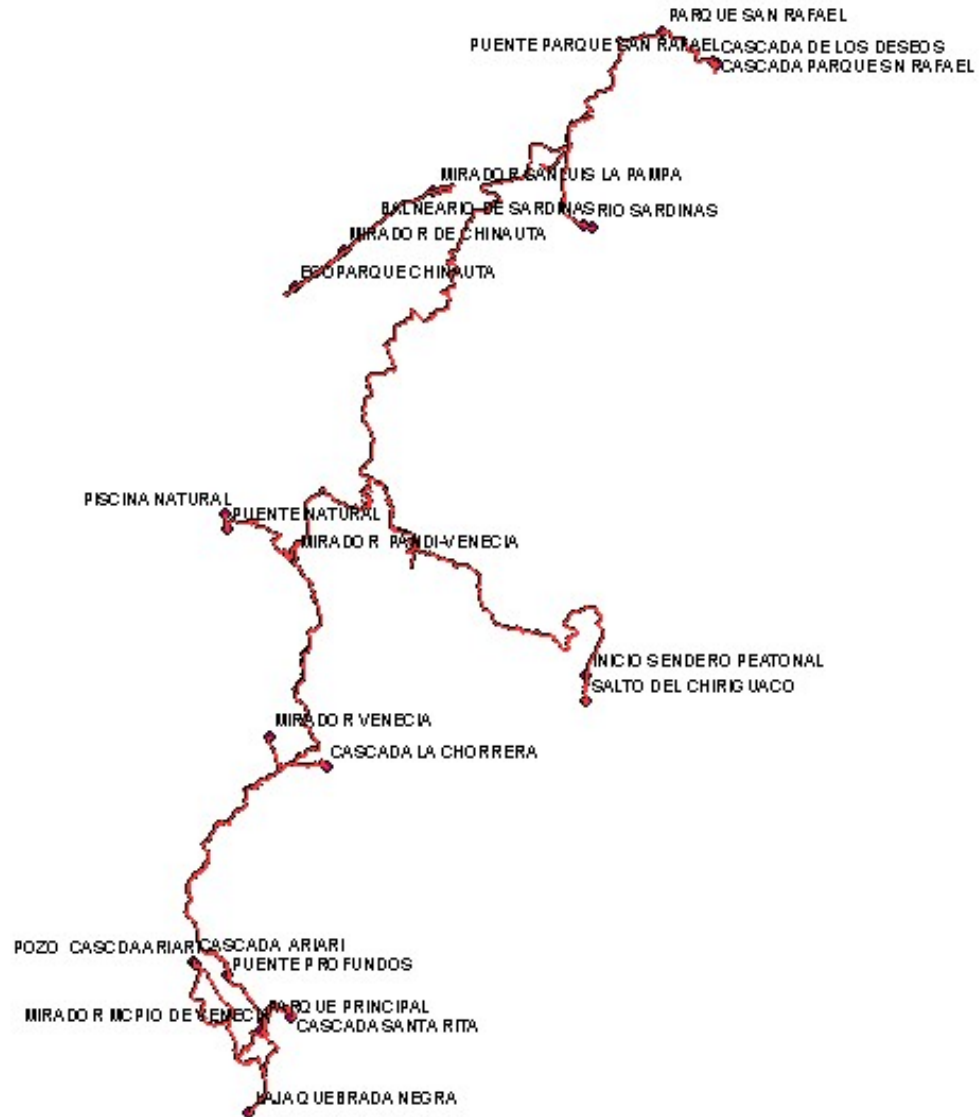 PARQUE SAN RAFAEL
PUENTE PARQUE SAN RAFAEL
CASCADA DE LOS DESEOS
CASCADA PARQUE SN RAFAEL
MIRADOR SAN LUIS LA PAMPA
BALNEARIO DE SARDINAS
RIO SARDINAS
MIRADOR DE CHINAUTA
ECOPARQUE CHINAUTA
PISCINA NATURAL
PUENTE NATURAL
MIRADOR PANDI-VENECIA
INICIO SENDERO PEATONAL
SALTO DEL CHIRIGUACO
MIRADOR VENECIA
CASCADA LA CHORRERA
POZO CASCDA ARIARI
CASCADA ARIARI
PUENTE PROFUNDOS
PARQUE PRINCIPAL
MIRADOR MCPIO DE VENECIA
CASCADA SANTA RITA
LAJA QUEBRADA NEGRA